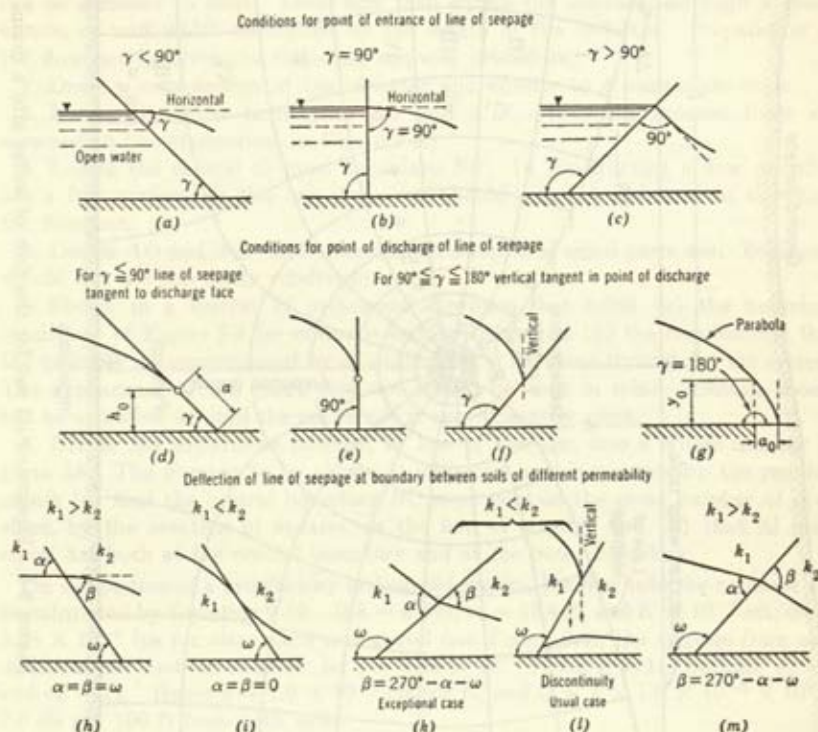 Conditions for point of entrance of line of seepage
γ < 90°
γ = 90°
γ > 90°
Horizontal
γ
Open water
γ
(a)
Horizontal
γ = 90°
γ
(b)
90°
γ
(c)
Conditions for point of discharge of line of seepage
For γ ≦ 90° line of seepage
tangent to discharge face
For 90° ≦ γ ≦ 180° vertical tangent in point of discharge
h₀
a
γ
(d)
90°
(e)
Vertical
γ
(f)
Parabola
γ = 180°
y₀
a₀
(g)
Deflection of line of seepage at boundary between soils of different permeability
k₁ > k₂
k₁
α
k₂
β
ω
α = β = ω
(h)
k₁ < k₂
k₁
k₂
ω
α = β = 0
(i)
k₁ < k₂
k₁
α
β
k₂
ω
β = 270° − α − ω
Exceptional case
(k)
Vertical
k₁
k₂
ω
Discontinuity
Usual case
(l)
k₁ > k₂
k₁
α
β
k₂
ω
β = 270° − α − ω
(m)